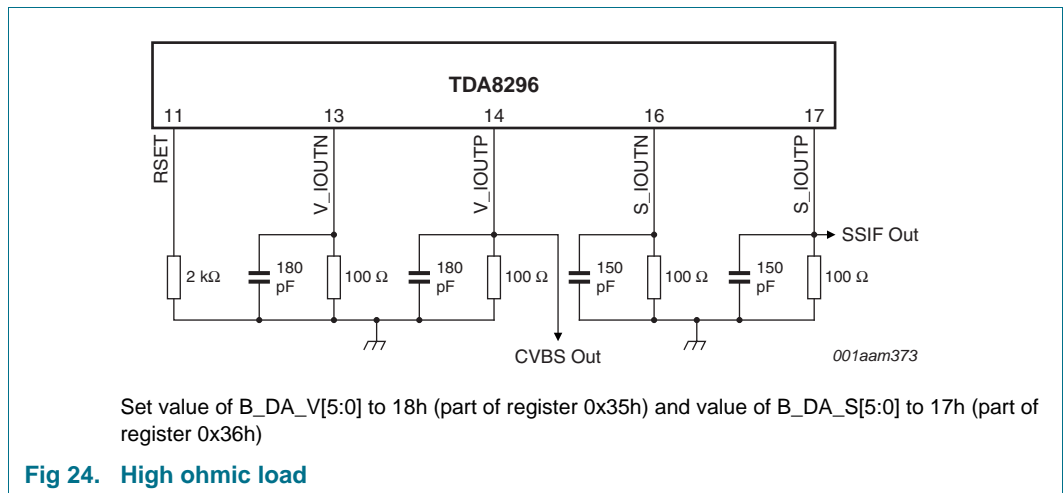 TDA8296
11
13
14
16
17
RSET
V_IOUTN
V_IOUTP
S_IOUTN
S_IOUTP
SSIF Out
2 kΩ
180
pF
100 Ω
180
pF
100 Ω
150
pF
100 Ω
150
pF
100 Ω
CVBS Out
001aam373
Set value of B_DA_V[5:0] to 18h (part of register 0x35h) and value of B_DA_S[5:0] to 17h (part of
register 0x36h)
Fig 24. High ohmic load